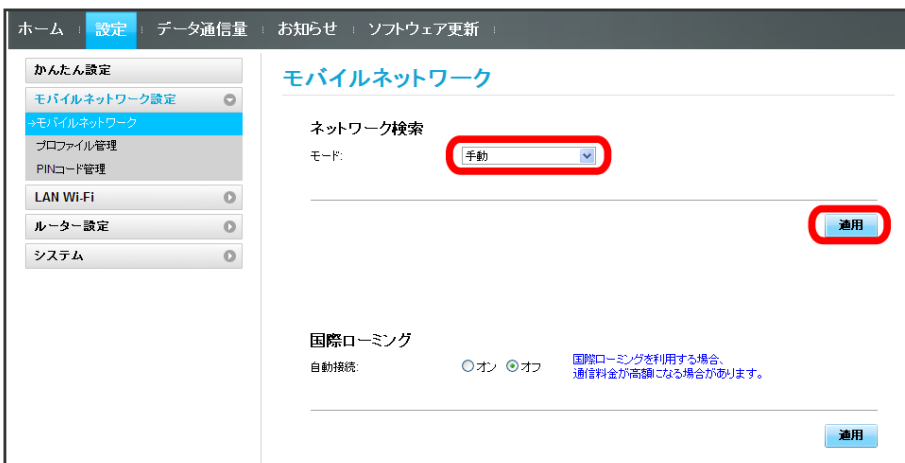 ホーム 設定 データ通信量 お知らせ ソフトウェア更新
かんたん設定
モバイルネットワーク設定
→モバイルネットワーク
プロファイル管理
PINコード管理
LAN Wi-Fi
ルーター設定
システム
モバイルネットワーク
ネットワーク検索
モード: 手動
適用
国際ローミング
自動接続: オン オフ
国際ローミングを利用する場合、
通信料金が高額になる場合があります。
適用